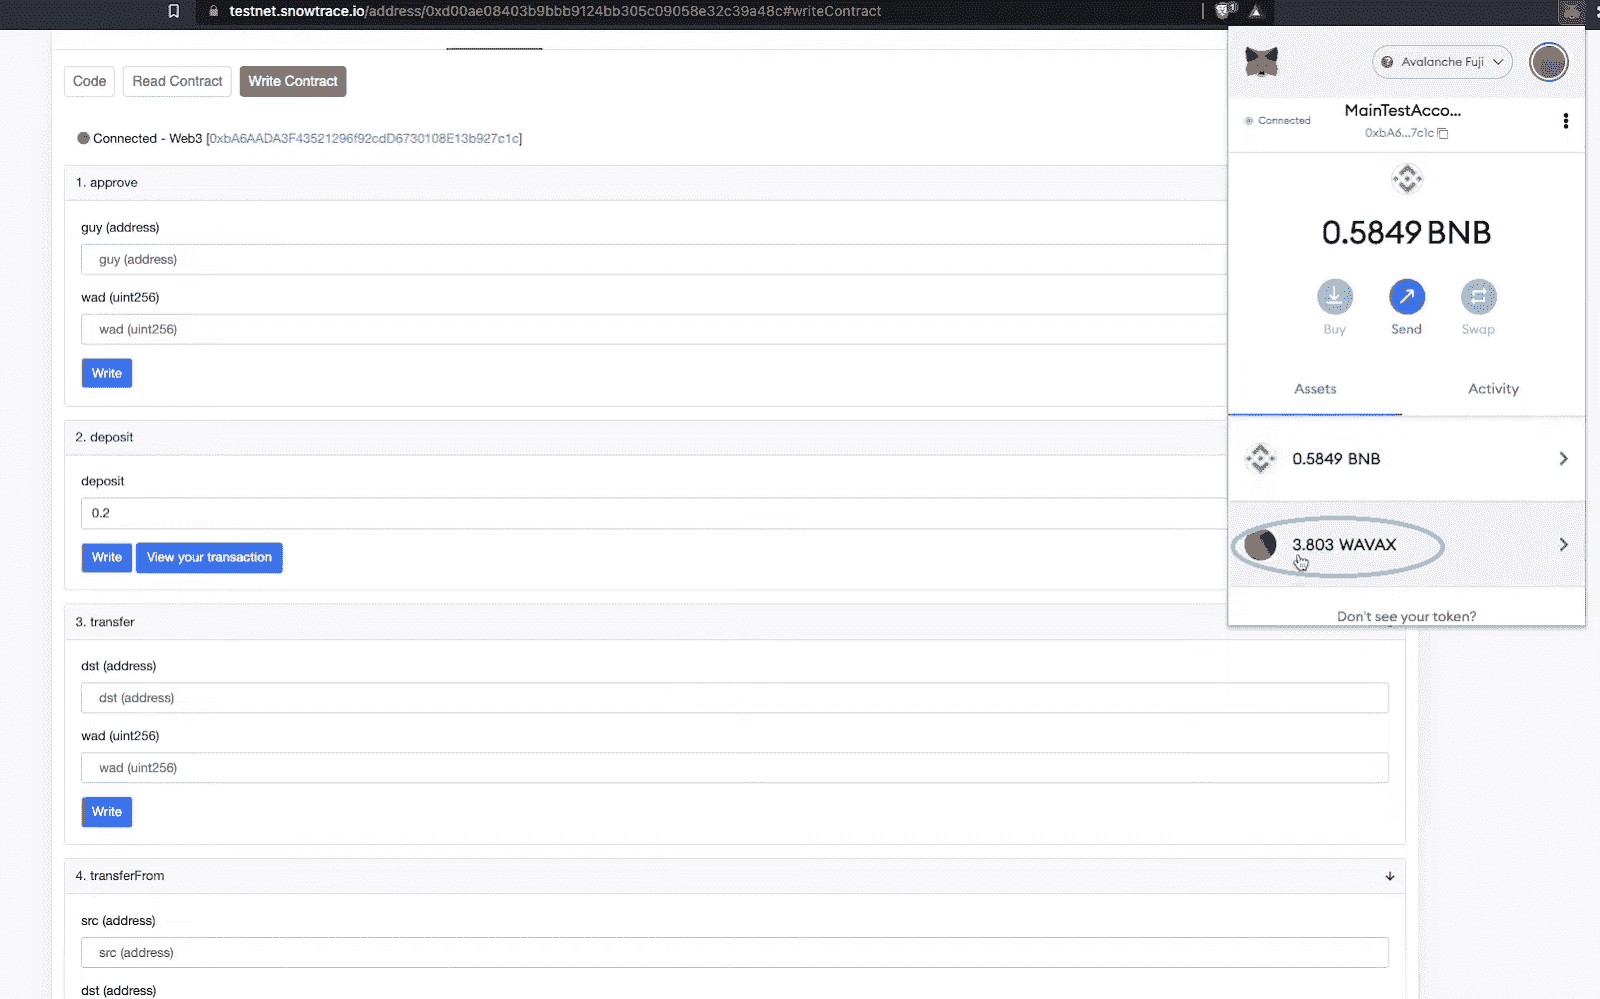 testnet.snowtrace.io/address/0xd00ae08403b9bbb9124bb305c09058e32c39a48c#writeContract
1
Code
Read Contract
Write Contract
Connected - Web3 [0xbA6AADA3F43521296f92cdD6730108E13b927c1c]
1. approve
guy (address)
guy (address)
wad (uint256)
wad (uint256)
Write
2. deposit
deposit
0.2
Write
View your transaction
3. transfer
dst (address)
dst (address)
wad (uint256)
wad (uint256)
Write
4. transferFrom
src (address)
src (address)
dst (address)
Avalanche Fuji
Connected
MainTestAcco...
0xbA6...7c1c
0.5849 BNB
Buy
Send
Swap
Assets
Activity
0.5849 BNB
3.803 WAVAX
Don't see your token?